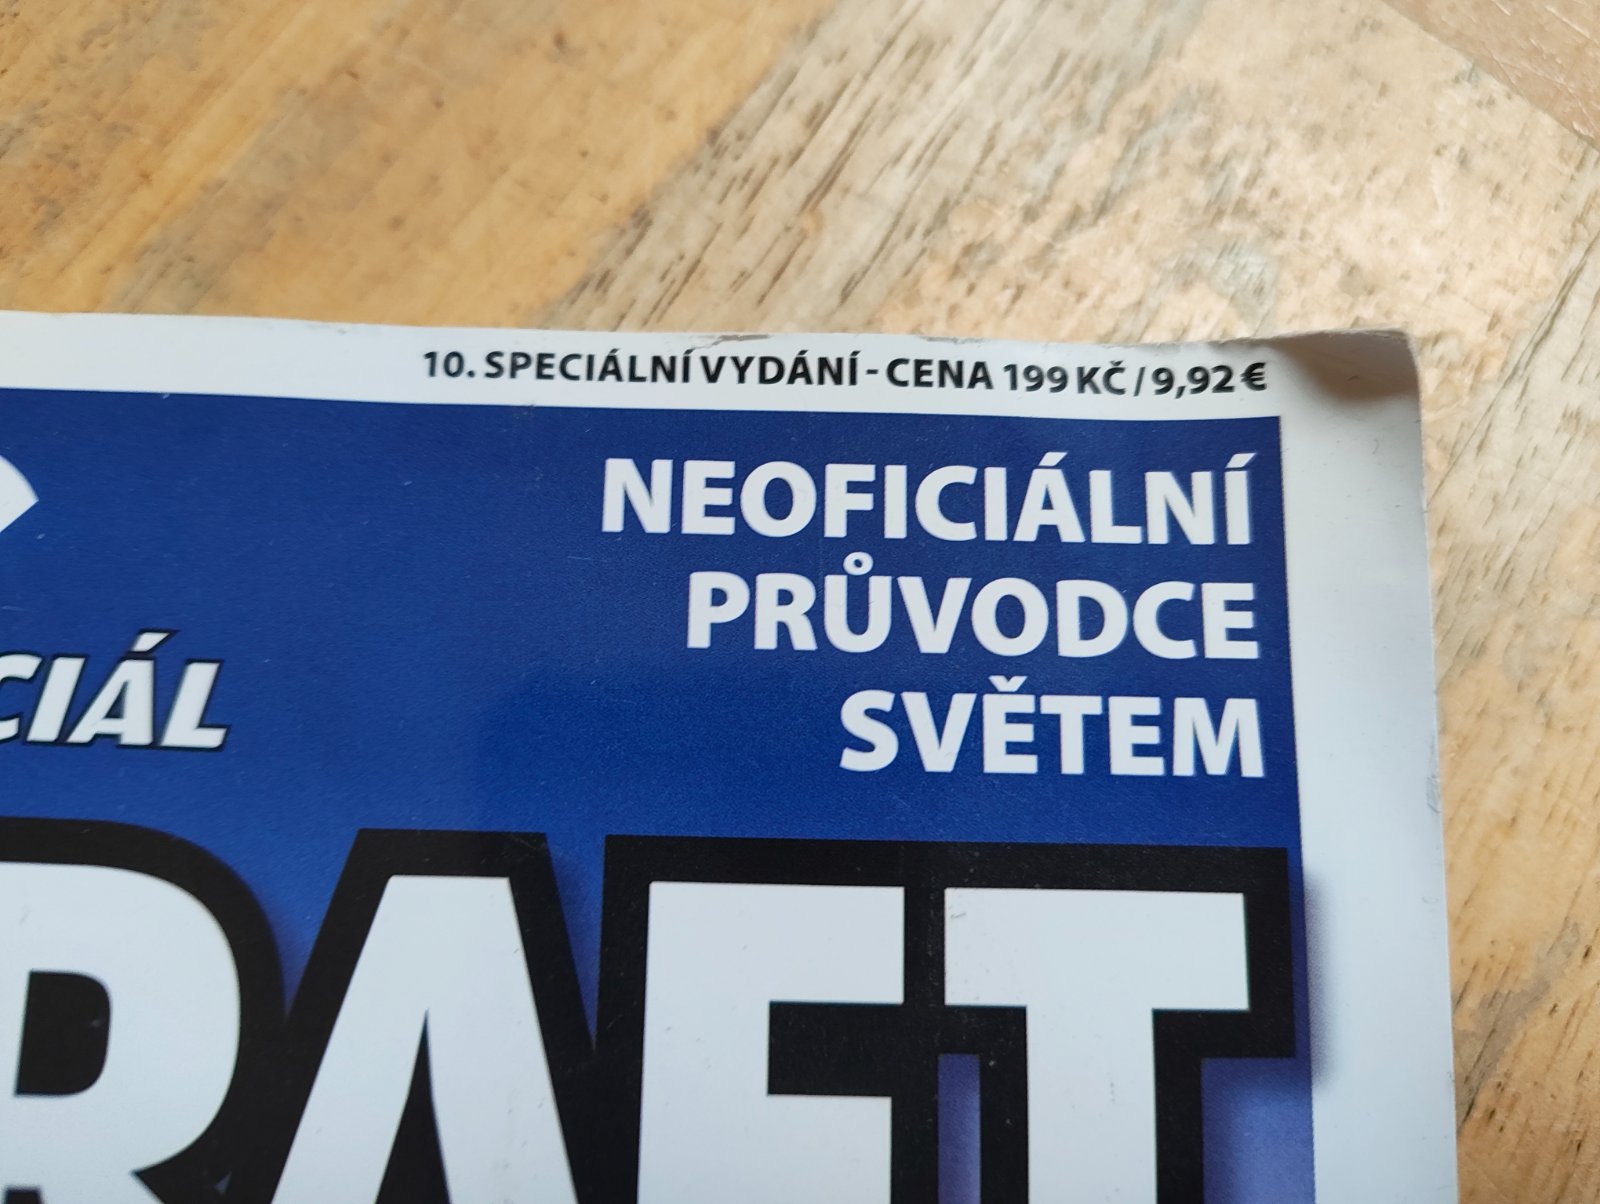 10. SPECIÁLNÍ VYDÁNÍ - CENA 199 KČ / 9,92 €
NEOFICIÁLNÍ
PRŮVODCE
SVĚTEM
CIÁL
RAFT